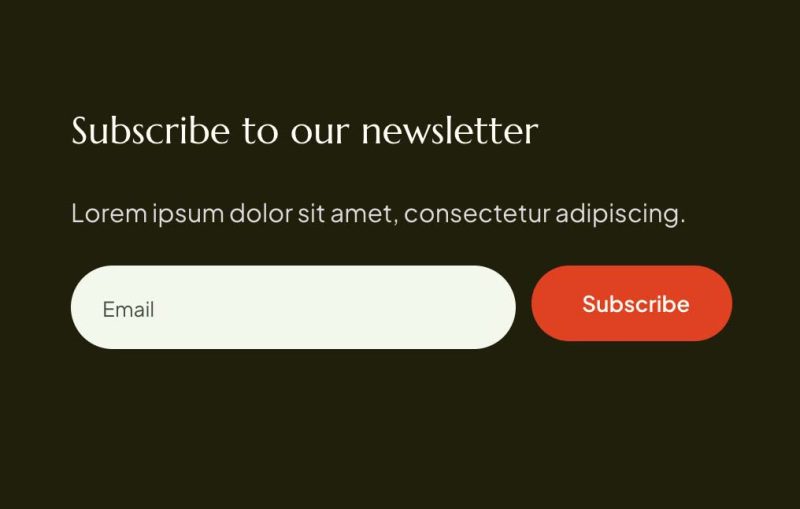 Subscribe to our newsletter
Lorem ipsum dolor sit amet, consectetur adipiscing.
Email
Subscribe